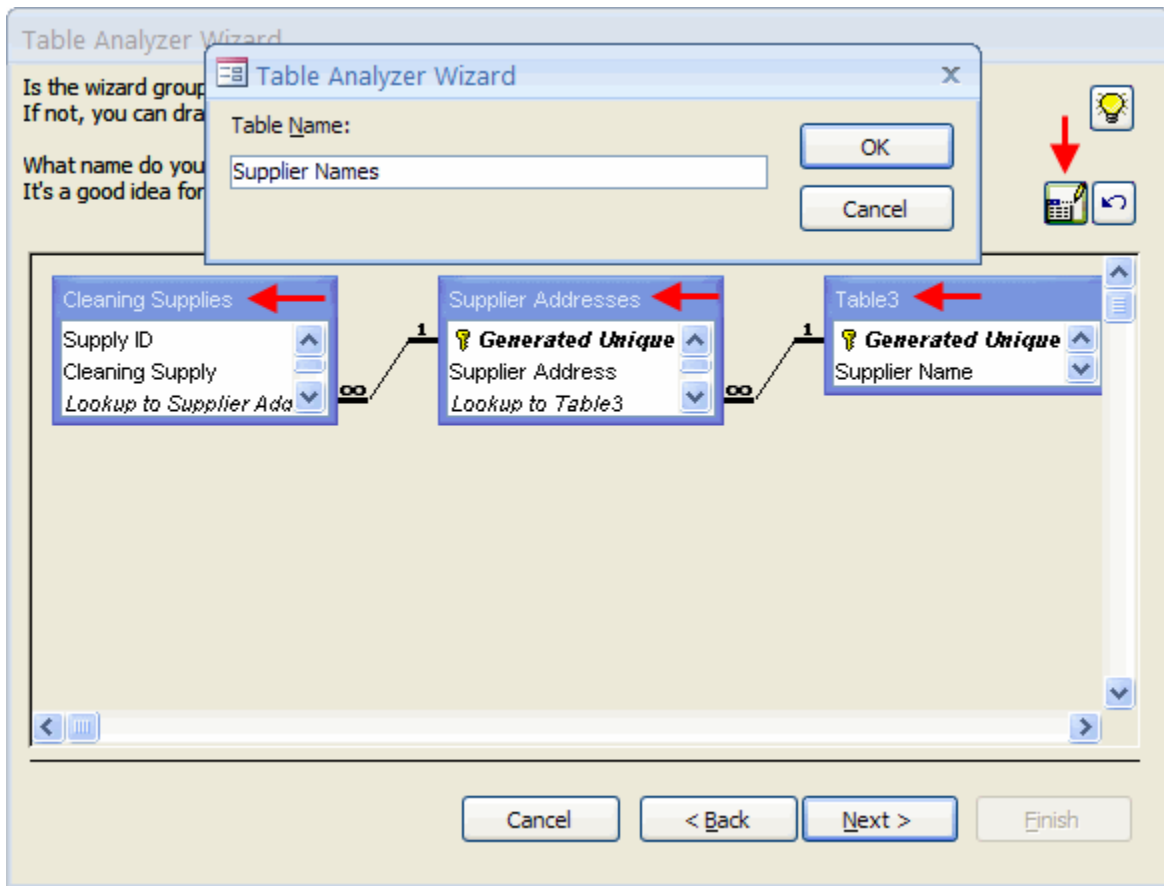 Table Analyzer Wizard
Is the wizard group
If not, you can dra
What name do you
It's a good idea for
Table Analyzer Wizard
x
Table Name:
Supplier Names
OK
Cancel
Cleaning Supplies
Supply ID
Cleaning Supply
Lookup to Supplier Add
1
∞
Supplier Addresses
Generated Unique
Supplier Address
Lookup to Table3
1
∞
Table3
Generated Unique
Supplier Name
Cancel
< Back
Next >
Finish